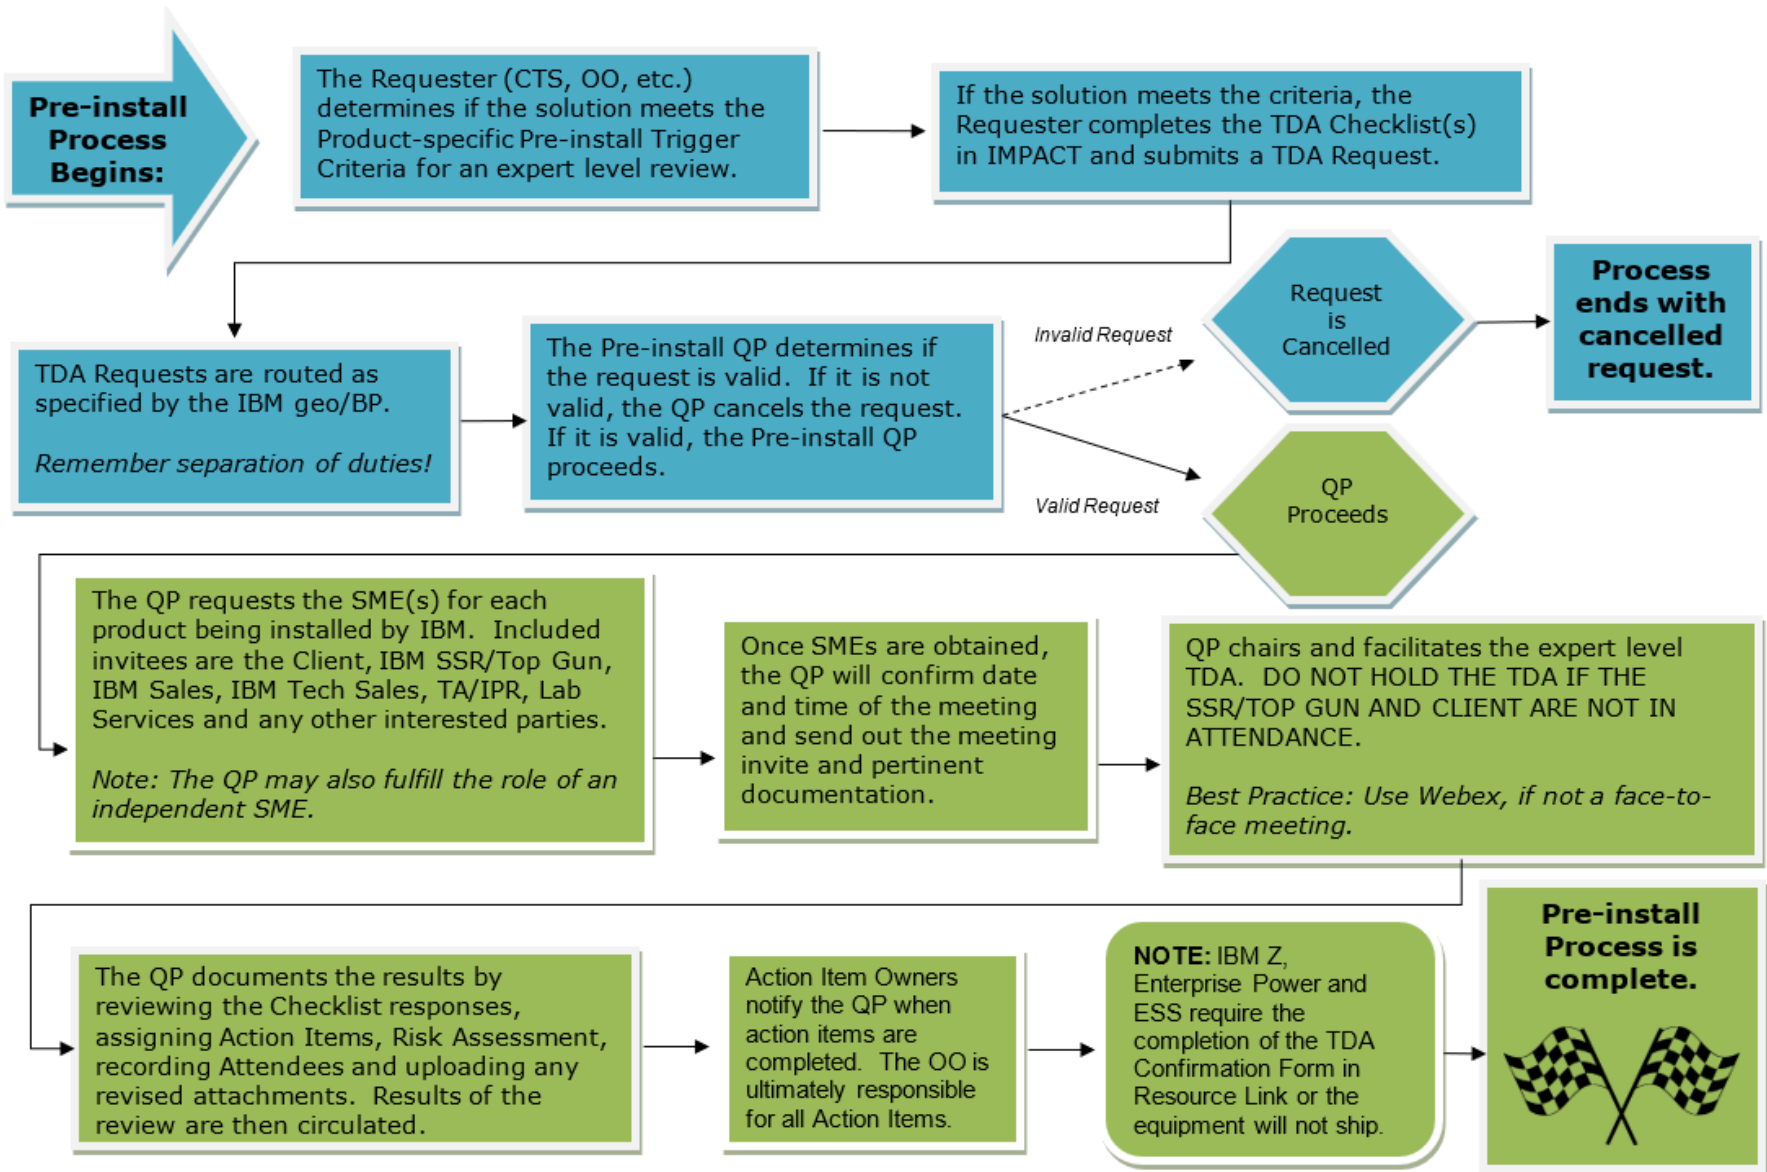 Pre-install
Process
Begins:
The Requester (CTS, OO, etc.)
determines if the solution meets the
Product-specific Pre-install Trigger
Criteria for an expert level review.
If the solution meets the criteria, the
Requester completes the TDA Checklist(s)
in IMPACT and submits a TDA Request.
TDA Requests are routed as
specified by the IBM geo/BP.
Remember separation of duties!
The Pre-install QP determines if
the request is valid.  If it is not
valid, the QP cancels the request.
If it is valid, the Pre-install QP
proceeds.
Invalid Request
Valid Request
Request
is
Cancelled
Process
ends with
cancelled
request.
QP
Proceeds
The QP requests the SME(s) for each
product being installed by IBM.  Included
invitees are the Client, IBM SSR/Top Gun,
IBM Sales, IBM Tech Sales, TA/IPR, Lab
Services and any other interested parties.
Note: The QP may also fulfill the role of an
independent SME.
Once SMEs are obtained,
the QP will confirm date
and time of the meeting
and send out the meeting
invite and pertinent
documentation.
QP chairs and facilitates the expert level
TDA.  DO NOT HOLD THE TDA IF THE
SSR/TOP GUN AND CLIENT ARE NOT IN
ATTENDANCE.
Best Practice: Use Webex, if not a face-to-
face meeting.
The QP documents the results by
reviewing the Checklist responses,
assigning Action Items, Risk Assessment,
recording Attendees and uploading any
revised attachments.  Results of the
review are then circulated.
Action Item Owners
notify the QP when
action items are
completed.  The OO is
ultimately responsible
for all Action Items.
NOTE: IBM Z,
Enterprise Power and
ESS require the
completion of the TDA
Confirmation Form in
Resource Link or the
equipment will not ship.
Pre-install
Process is
complete.